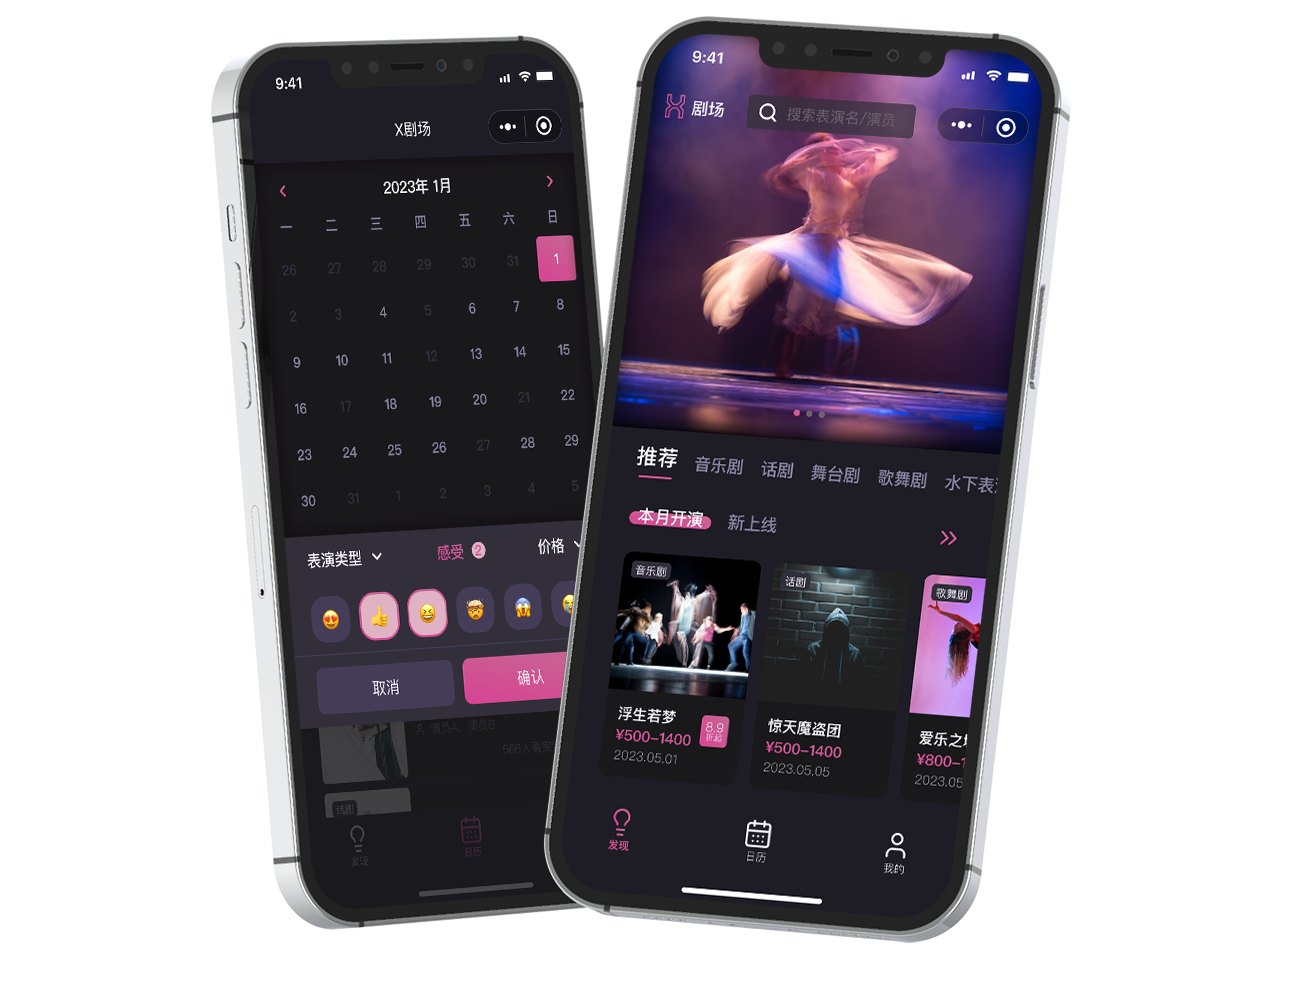 9:41
X剧场
2023年 1月
一 二 三 四 五 六 日
26 27 28 29 30 31 1
2 3 4 5 6 7 8
9 10 11 12 13 14 15
16 17 18 19 20 21 22
23 24 25 26 27 28 29
30 31 1 2 3 4 5
表演类型 感受 2 价格
取消 确认
演员A、演员B
566人看完
话剧
发现 日历
9:41
剧场 搜索表演名/演员
推荐 音乐剧 话剧 舞台剧 歌舞剧 水下表
本月开演 新上线
音乐剧 话剧 歌舞剧
浮生若梦
¥500-1400
8.9
折起
2023.05.01
惊天魔盗团
¥500-1400
2023.05.05
爱乐之
¥800-1
2023.05
发现 日历 我的